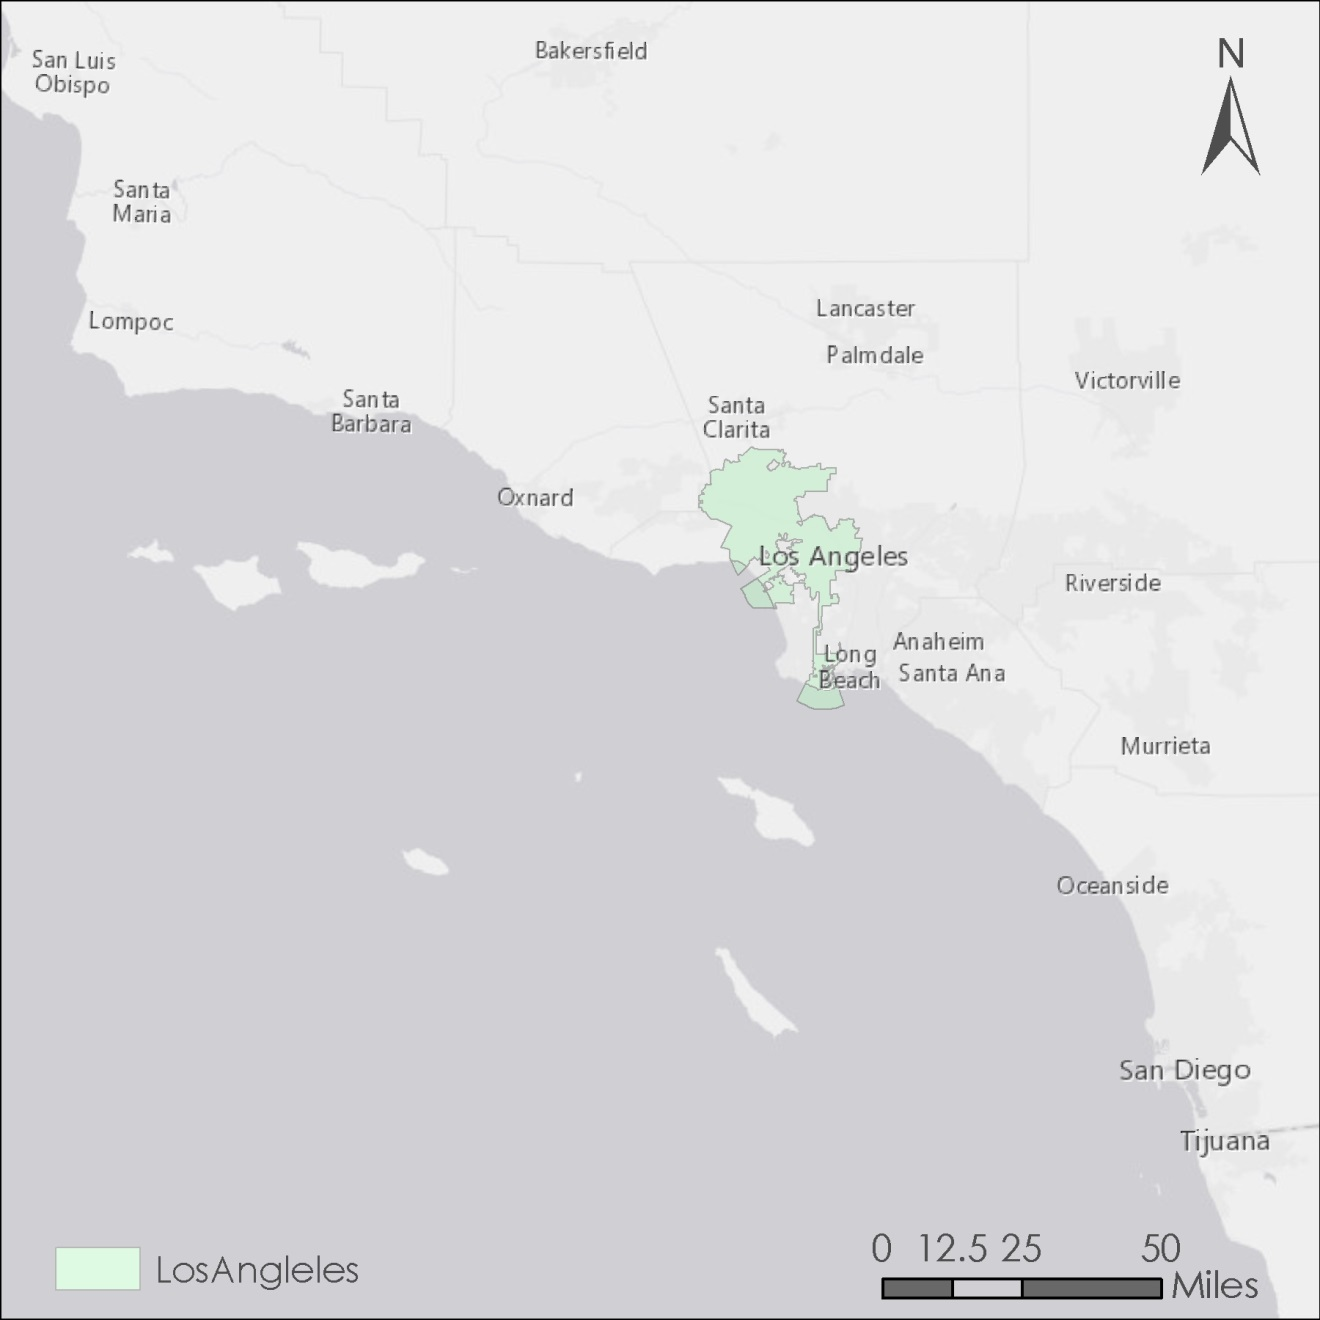 Bakersfield
N
San Luis
Obispo
Santa
Maria
Lancaster
Lompoc
Palmdale
Victorville
Santa
Barbara
Santa
Clarita
Oxnard
Los Angeles
Riverside
Anaheim
Long
Beach
Santa Ana
Murrieta
Oceanside
San Diego
Tijuana
LosAngleles
0 12.5 25 50
Miles